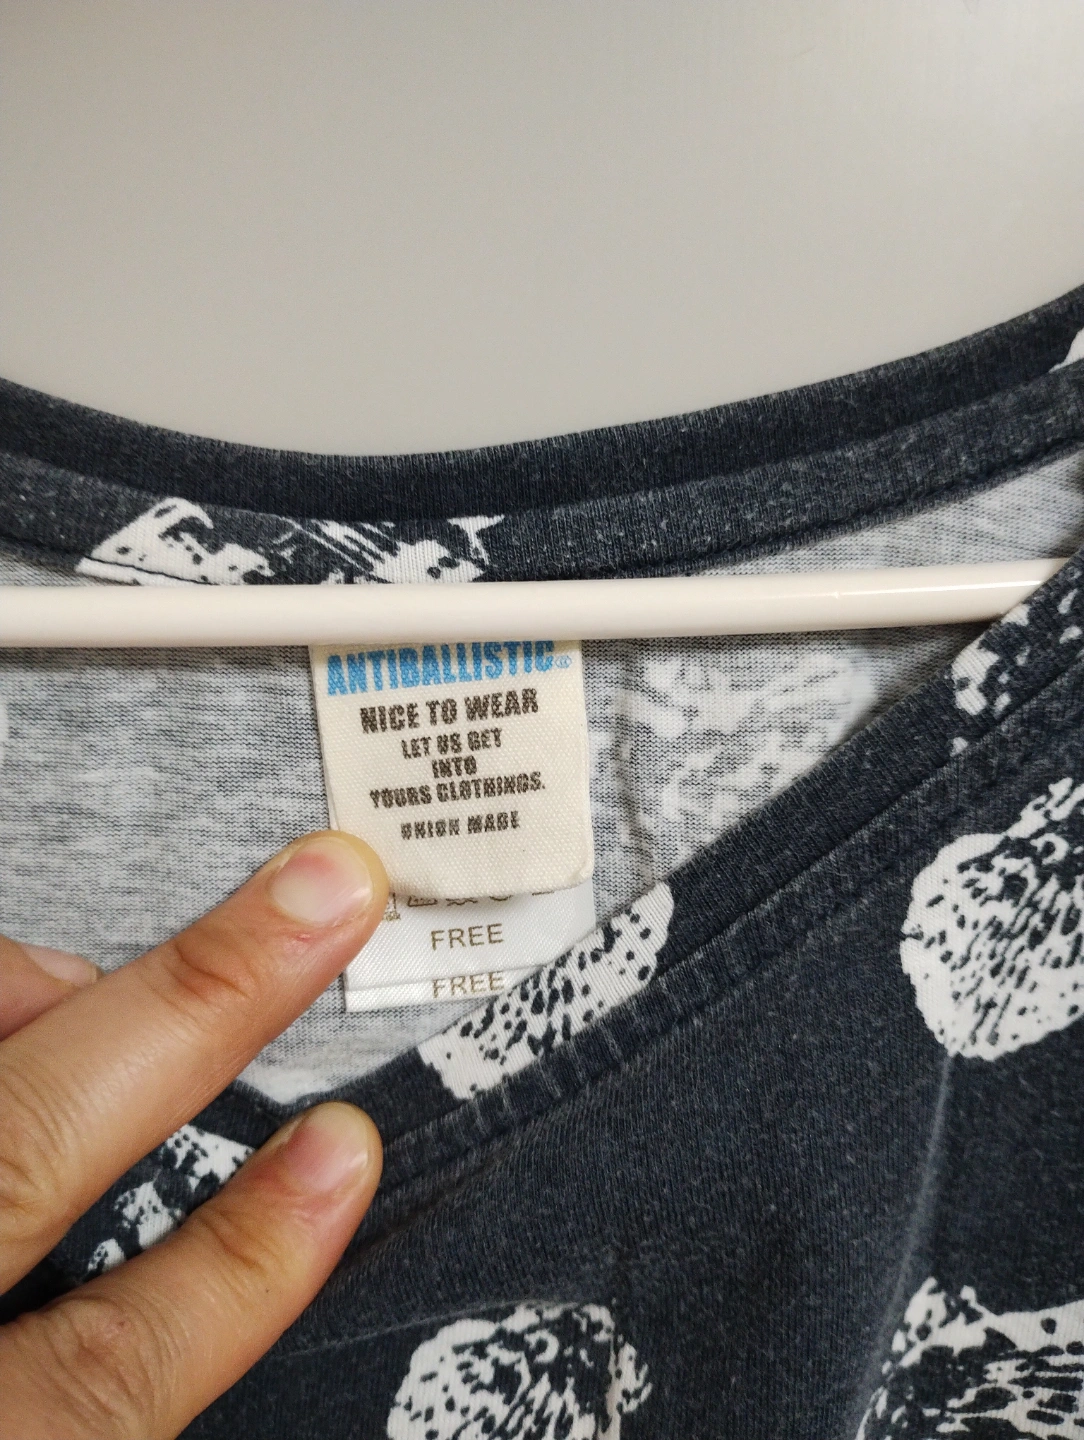 ANTIBALLISTIC
NICE TO WEAR
LET US GET
INTO
YOURS CLOTHINGS.
UNION MADE
FREE
FREE